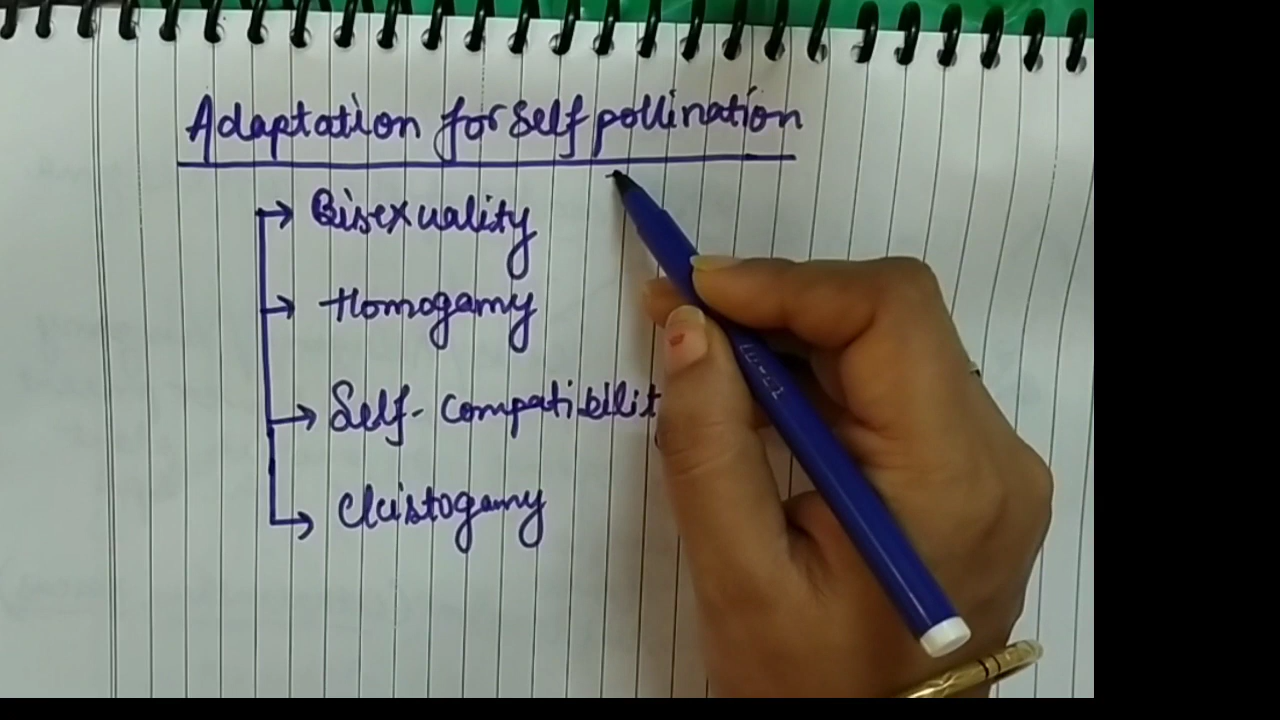 Adaptation for Self pollination
Bisexuality
Homogamy
Self-compatibilit
Cleistogamy